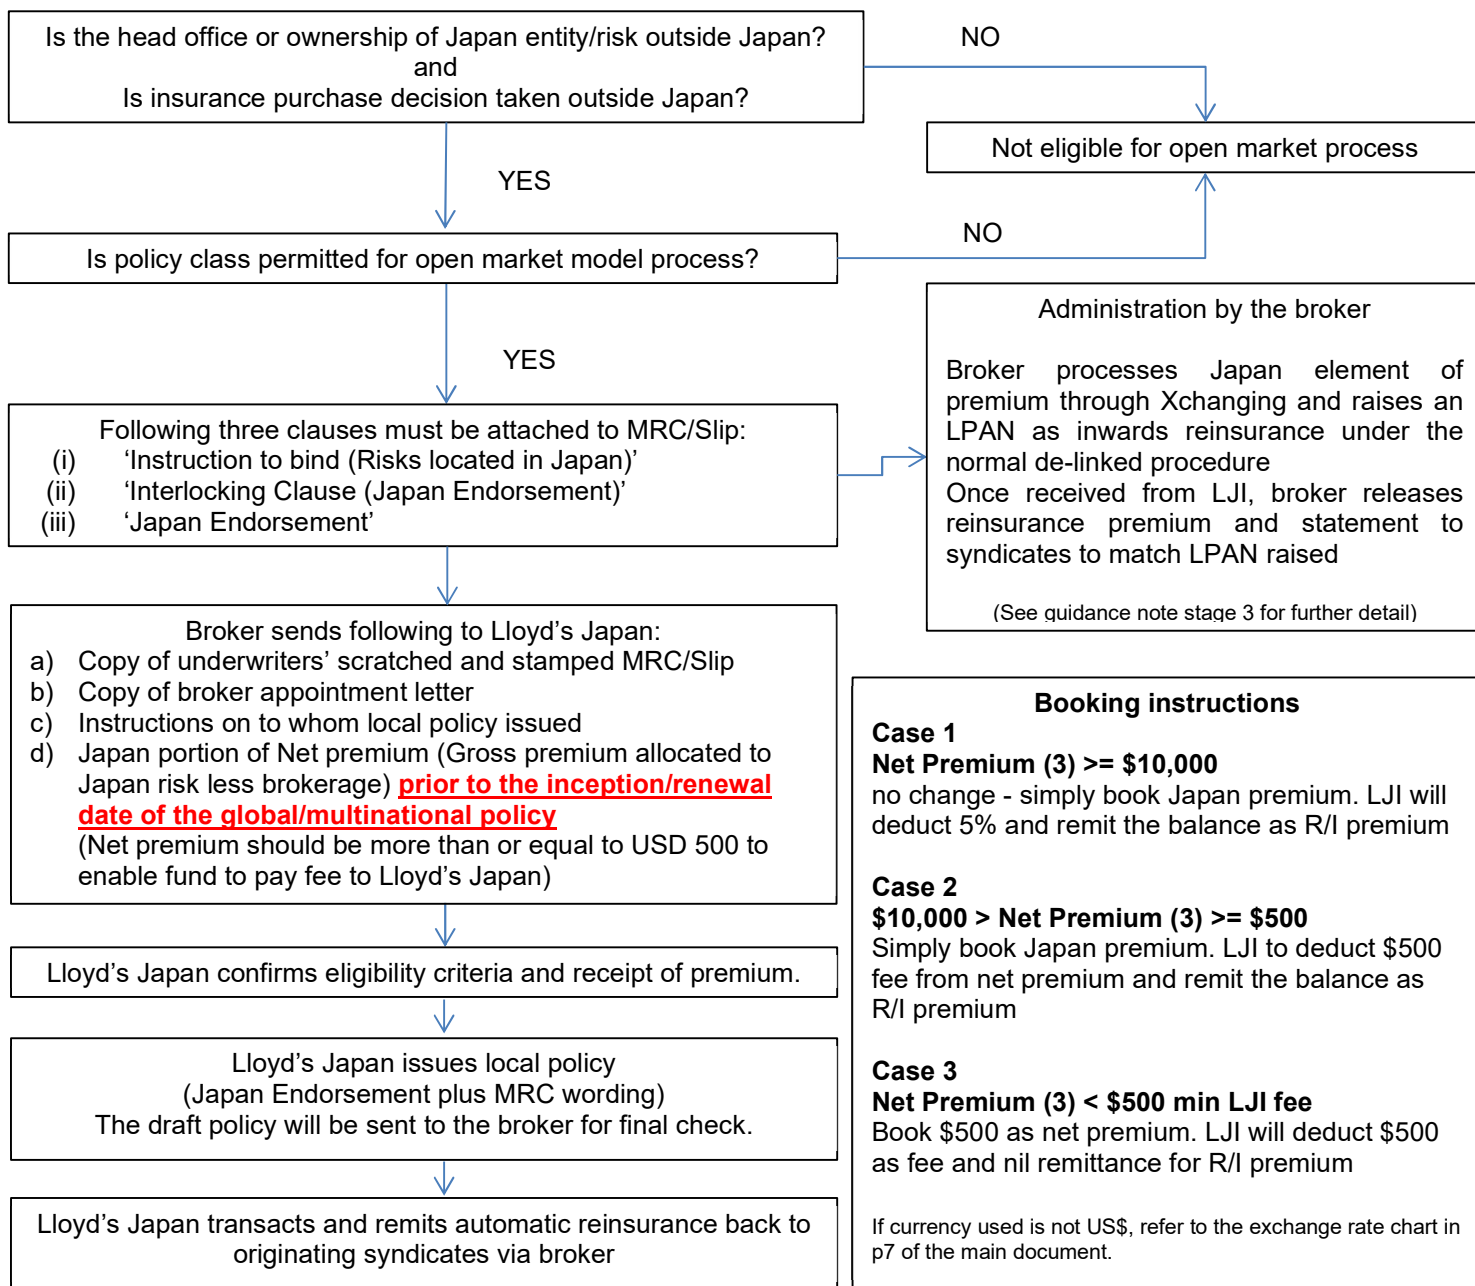 Is the head office or ownership of Japan entity/risk outside Japan?
and
Is insurance purchase decision taken outside Japan?
NO
Not eligible for open market process
YES
NO
Is policy class permitted for open market model process?
YES
Administration by the broker
Broker processes Japan element of
premium through Xchanging and raises an
LPAN as inwards reinsurance under the
normal de-linked procedure
Once received from LJI, broker releases
reinsurance premium and statement to
syndicates to match LPAN raised
(See guidance note stage 3 for further detail)
Following three clauses must be attached to MRC/Slip:
(i) ‘Instruction to bind (Risks located in Japan)’
(ii) ‘Interlocking Clause (Japan Endorsement)’
(iii) ‘Japan Endorsement’
Broker sends following to Lloyd’s Japan:
a) Copy of underwriters’ scratched and stamped MRC/Slip
b) Copy of broker appointment letter
c) Instructions on to whom local policy issued
d) Japan portion of Net premium (Gross premium allocated to
Japan risk less brokerage) prior to the inception/renewal
date of the global/multinational policy
(Net premium should be more than or equal to USD 500 to
enable fund to pay fee to Lloyd’s Japan)
Lloyd’s Japan confirms eligibility criteria and receipt of premium.
Lloyd’s Japan issues local policy
(Japan Endorsement plus MRC wording)
The draft policy will be sent to the broker for final check.
Lloyd’s Japan transacts and remits automatic reinsurance back to
originating syndicates via broker
Booking instructions
Case 1
Net Premium (3) >= $10,000
no change - simply book Japan premium. LJI will
deduct 5% and remit the balance as R/I premium
Case 2
$10,000 > Net Premium (3) >= $500
Simply book Japan premium. LJI to deduct $500
fee from net premium and remit the balance as
R/I premium
Case 3
Net Premium (3) < $500 min LJI fee
Book $500 as net premium. LJI will deduct $500
as fee and nil remittance for R/I premium
If currency used is not US$, refer to the exchange rate chart in
p7 of the main document.